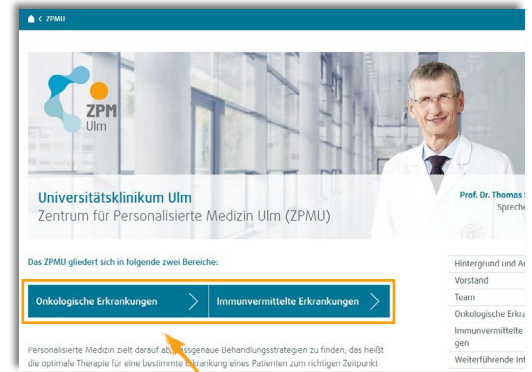 < ZPMU
ZPM
Ulm
Universitätsklinikum Ulm
Zentrum für Personalisierte Medizin Ulm (ZPMU)
Prof. Dr. Thomas
Spreche
Das ZPMU gliedert sich in folgende zwei Bereiche:
Onkologische Erkrankungen
Immunvermittelte Erkrankungen
Personalisierte Medizin zielt darauf ab, passgenaue Behandlungsstrategien zu finden, das heißt
die optimale Therapie für eine bestimmte Erkrankung eines Patienten zum richtigen Zeitpunkt
Hintergrund und
Vorstand
Team
Onkologische Erkra
Immunvermittelte
gen
Weiterführende Inf